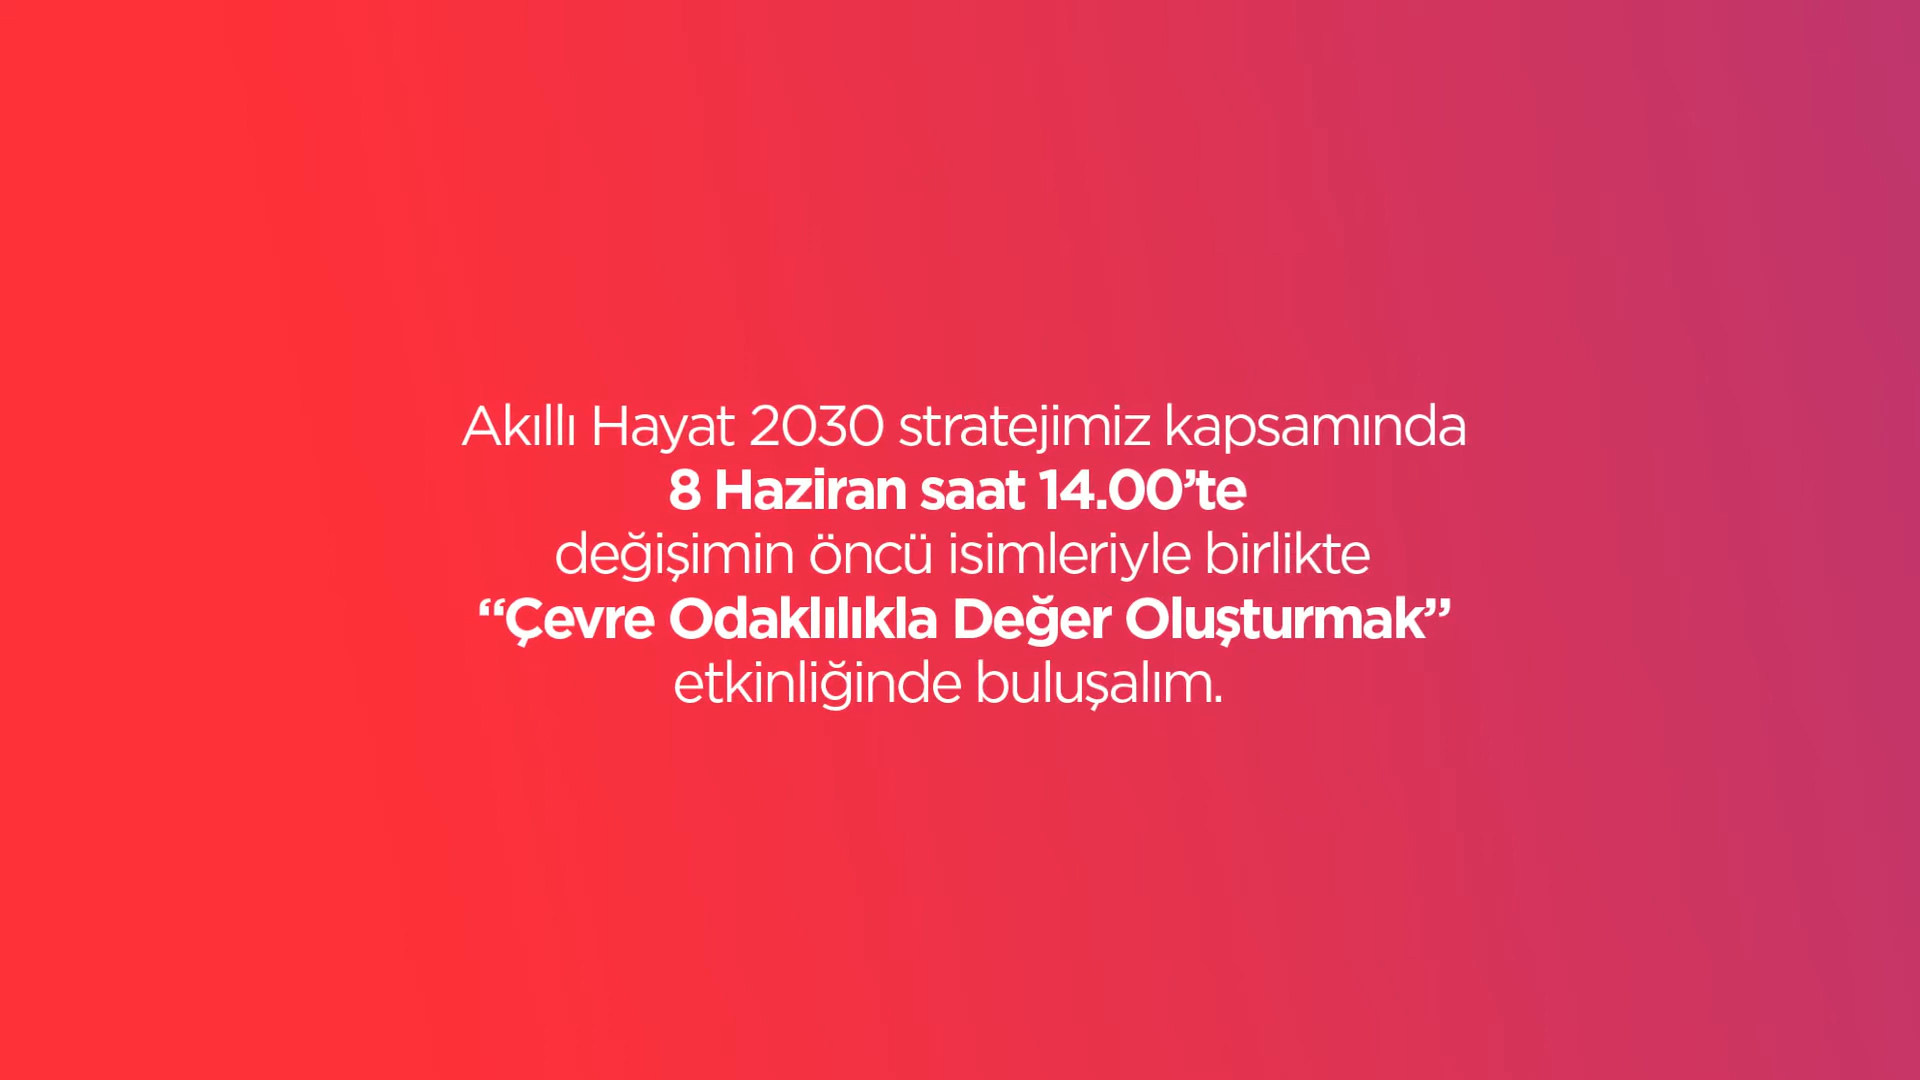 Akıllı Hayat 2030 stratejimiz kapsamında
8 Haziran saat 14.00’te
değişimin öncü isimleriyle birlikte
“Çevre Odaklılıkla Değer Oluşturmak”
etkinliğinde buluşalım.